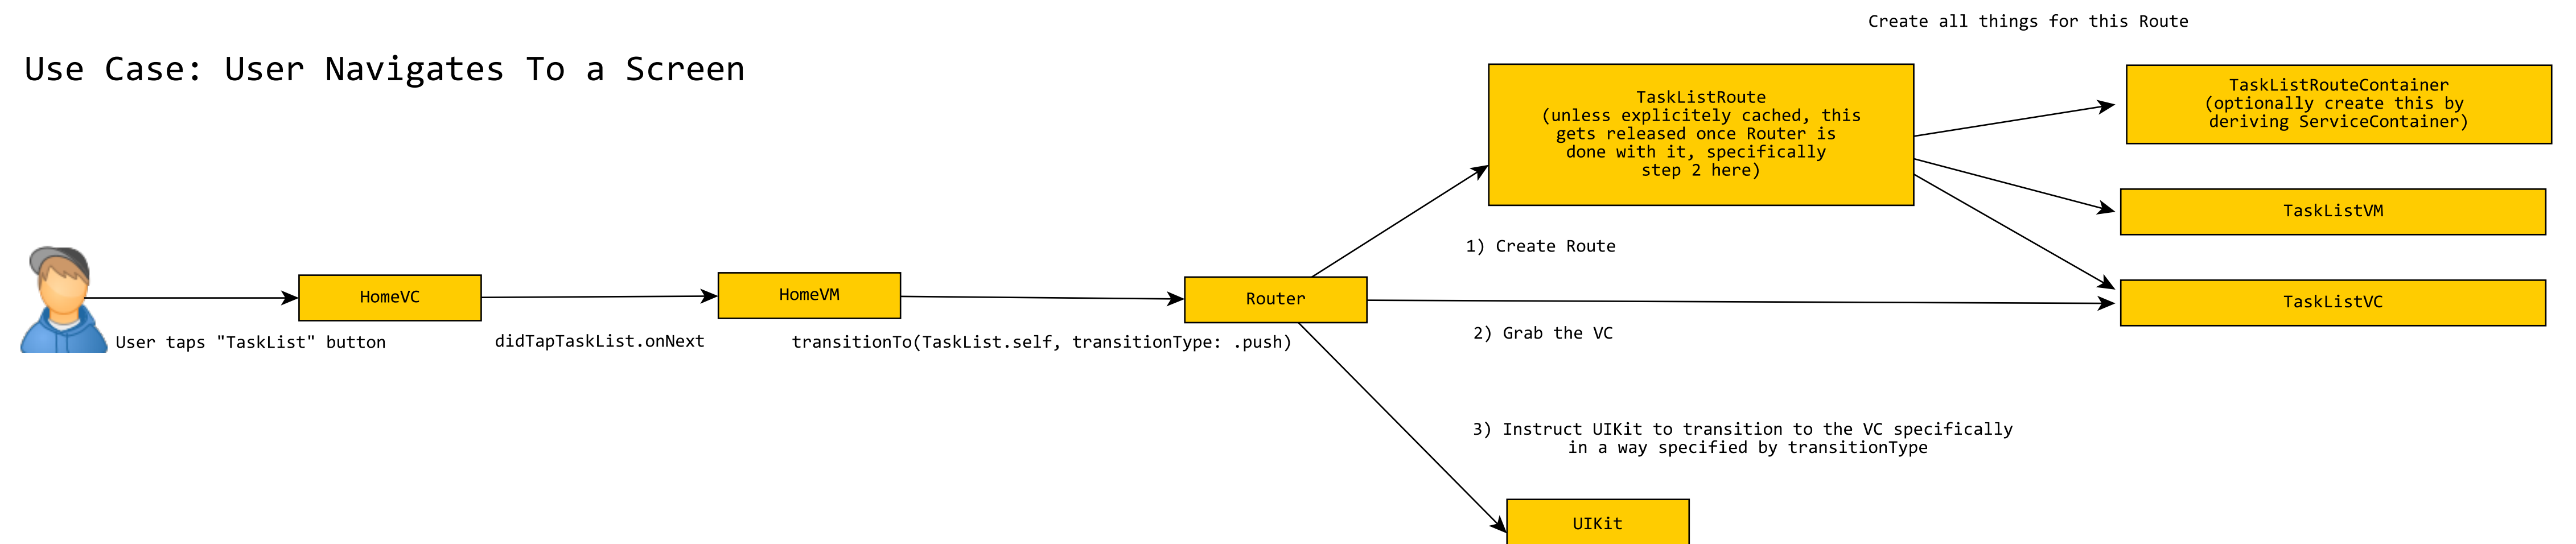 Create all things for this Route
Use Case: User Navigates To a Screen
TaskListRoute
(unless explicitely cached, this
gets released once Router is
done with it, specifically
step 2 here)
TaskListRouteContainer
(optionally create this by
deriving ServiceContainer)
TaskListVM
1) Create Route
HomeVC
HomeVM
Router
TaskListVC
User taps "TaskList" button
didTapTaskList.onNext
transitionTo(TaskList.self, transitionType: .push)
2) Grab the VC
3) Instruct UIKit to transition to the VC specifically
in a way specified by transitionType
UIKit